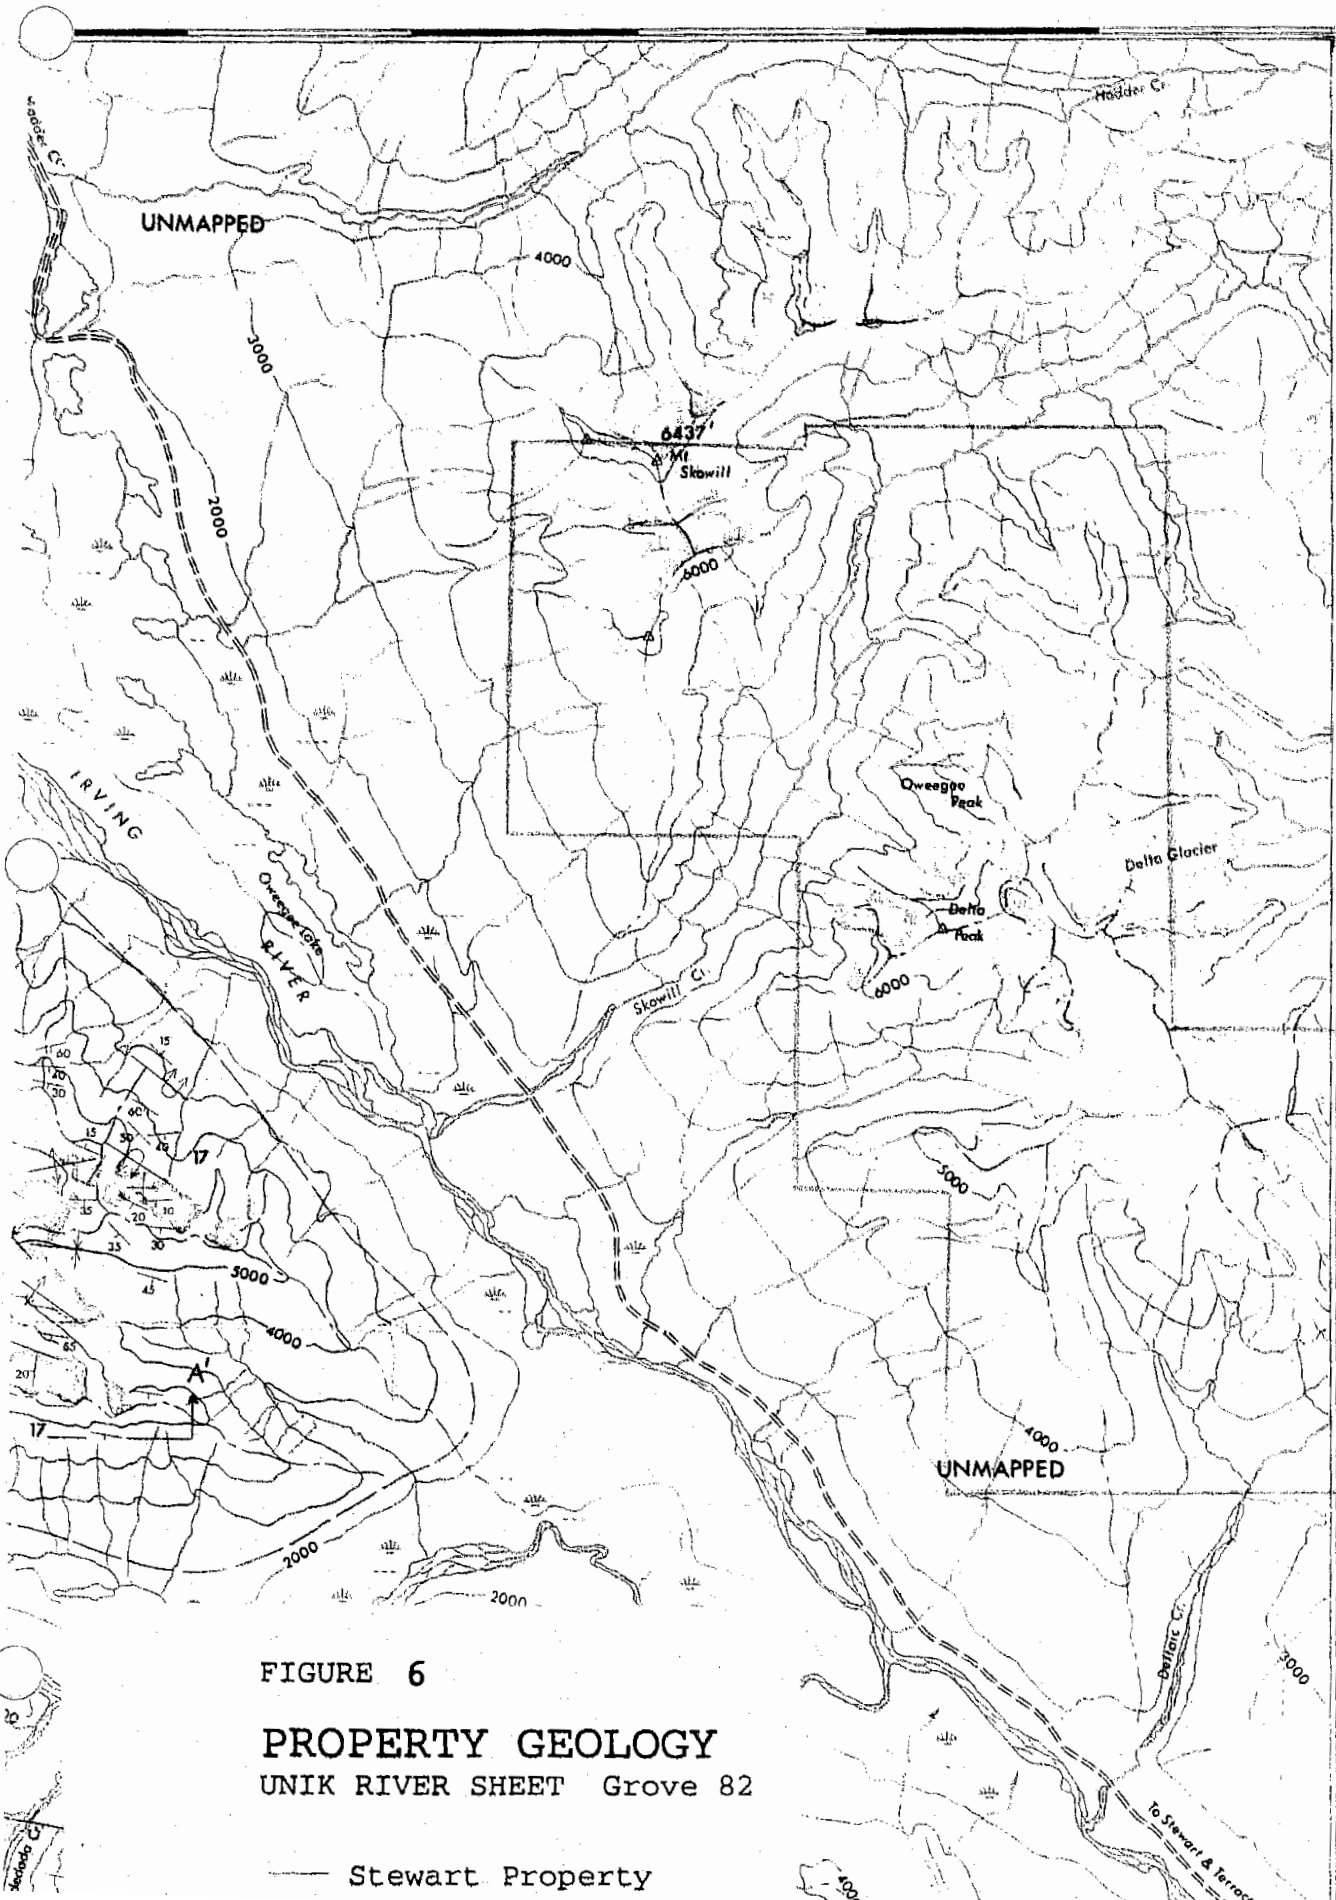 Hodder Cr
UNMAPPED
4000
3000
6437'
Mt
Skowill
2000
6000
IRVING
RIVER
Oweegee
Peak
Delta Glacier
Oweegee Lake
Delta
Peak
6000
Skowill Cr
15
60
40
30
60
15
50
40
17
35
20
10
35
30
5000
45
5000
4000
65
20
A'
17
4000
UNMAPPED
2000
2000
Deltaic Cr.
3000
FIGURE 6
PROPERTY GEOLOGY
UNIK RIVER SHEET Grove 82
Stewart Property
To Stewart & Terrace